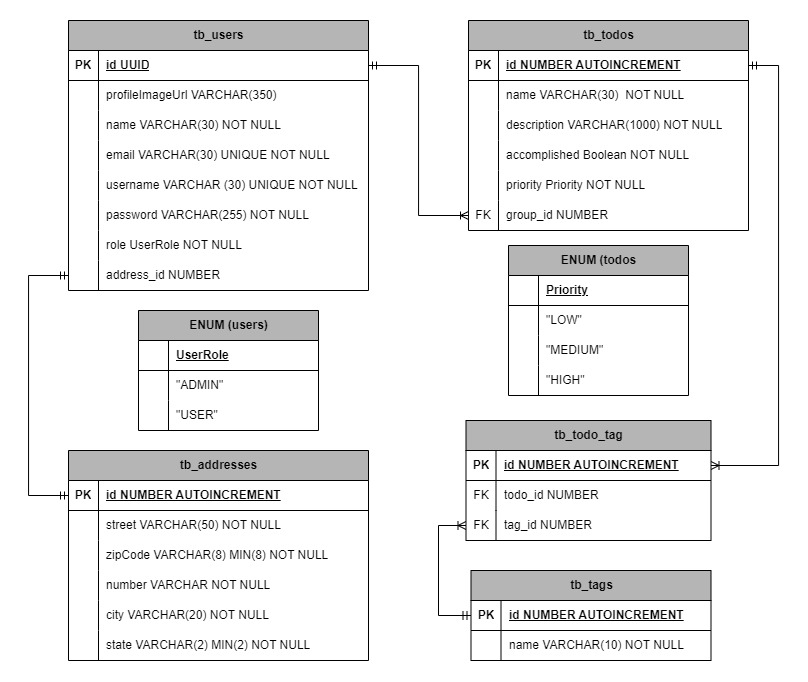 tb_users
PK id UUID
profileImageUrl VARCHAR(350)
name VARCHAR(30) NOT NULL
email VARCHAR(30) UNIQUE NOT NULL
username VARCHAR (30) UNIQUE NOT NULL
password VARCHAR(255) NOT NULL
role UserRole NOT NULL
address_id NUMBER
tb_todos
PK id NUMBER AUTOINCREMENT
name VARCHAR(30)  NOT NULL
description VARCHAR(1000) NOT NULL
accomplished Boolean NOT NULL
priority Priority NOT NULL
FK group_id NUMBER
ENUM (todos
Priority
"LOW"
"MEDIUM"
"HIGH"
ENUM (users)
UserRole
"ADMIN"
"USER"
tb_addresses
PK id NUMBER AUTOINCREMENT
street VARCHAR(50) NOT NULL
zipCode VARCHAR(8) MIN(8) NOT NULL
number VARCHAR NOT NULL
city VARCHAR(20) NOT NULL
state VARCHAR(2) MIN(2) NOT NULL
tb_todo_tag
PK id NUMBER AUTOINCREMENT
FK todo_id NUMBER
FK tag_id NUMBER
tb_tags
PK id NUMBER AUTOINCREMENT
name VARCHAR(10) NOT NULL